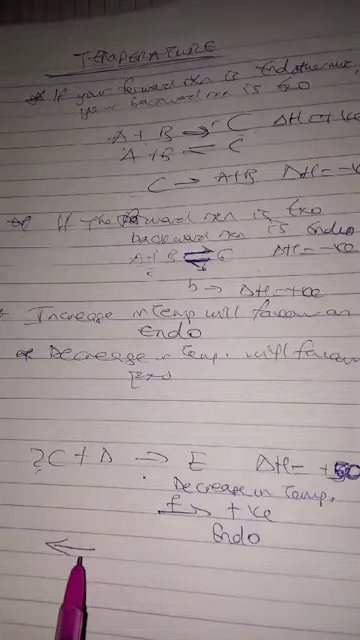 TEMPERATURE
* If your forward rxn is Endothermic,
your backward rxn is Exo
A + B ⇌ C ΔH = +ve
A + B ← C
C → A+B ΔH = -ve
* If the forward rxn is Exo
backward rxn is Endo
A + B ⇌ C ΔH = -ve
b → ΔH = +ve
Increase in Temp will favour an
Endo
* Decrease in Temp. will favour
Exo
2C + D → E ΔH = +50
Decrease in Temp,
f → +ve
Endo
←